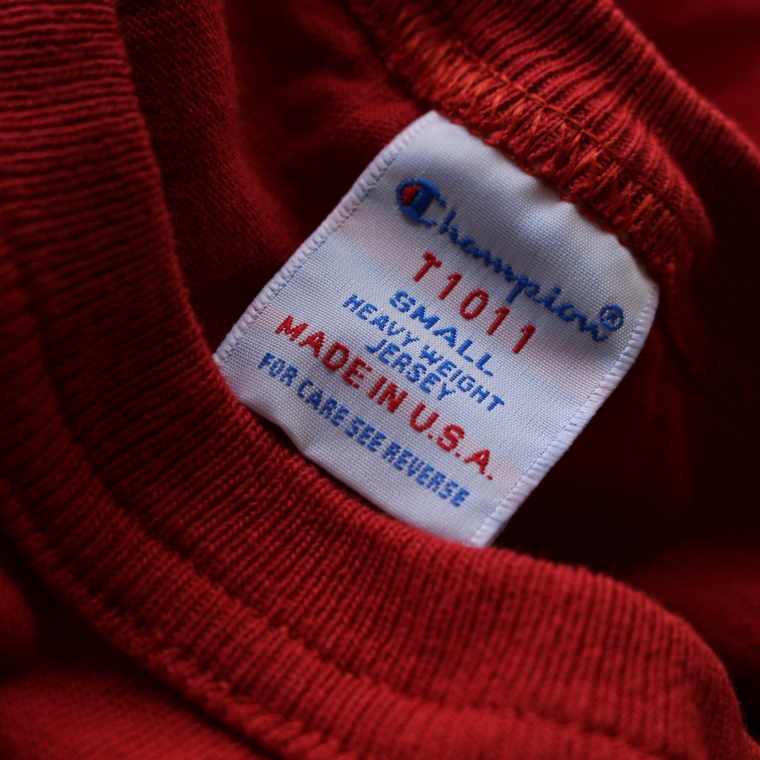 Champion®
T1011
SMALL
HEAVY WEIGHT
JERSEY
MADE IN U.S.A.
FOR CARE SEE REVERSE